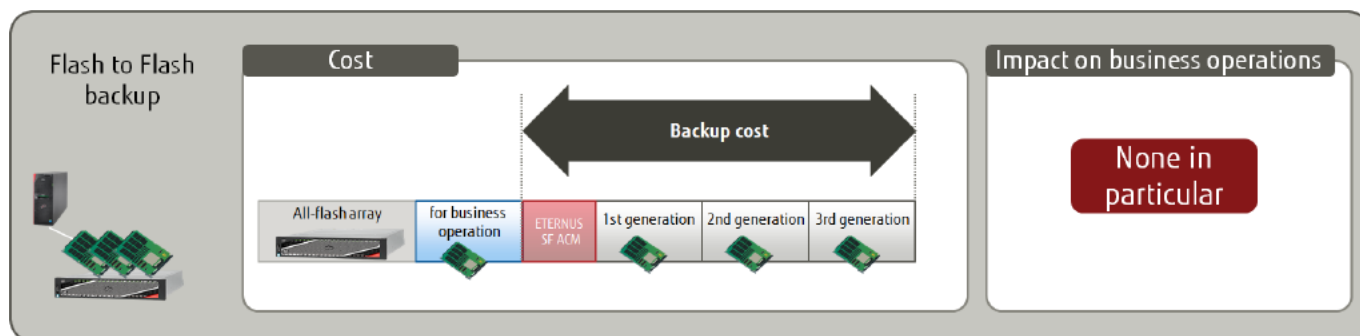 Flash to Flash
backup
Cost
Backup cost
All-flash array
for business
operation
ETERNUS
SF ACM
1st generation
2nd generation
3rd generation
Impact on business operations
None in
particular